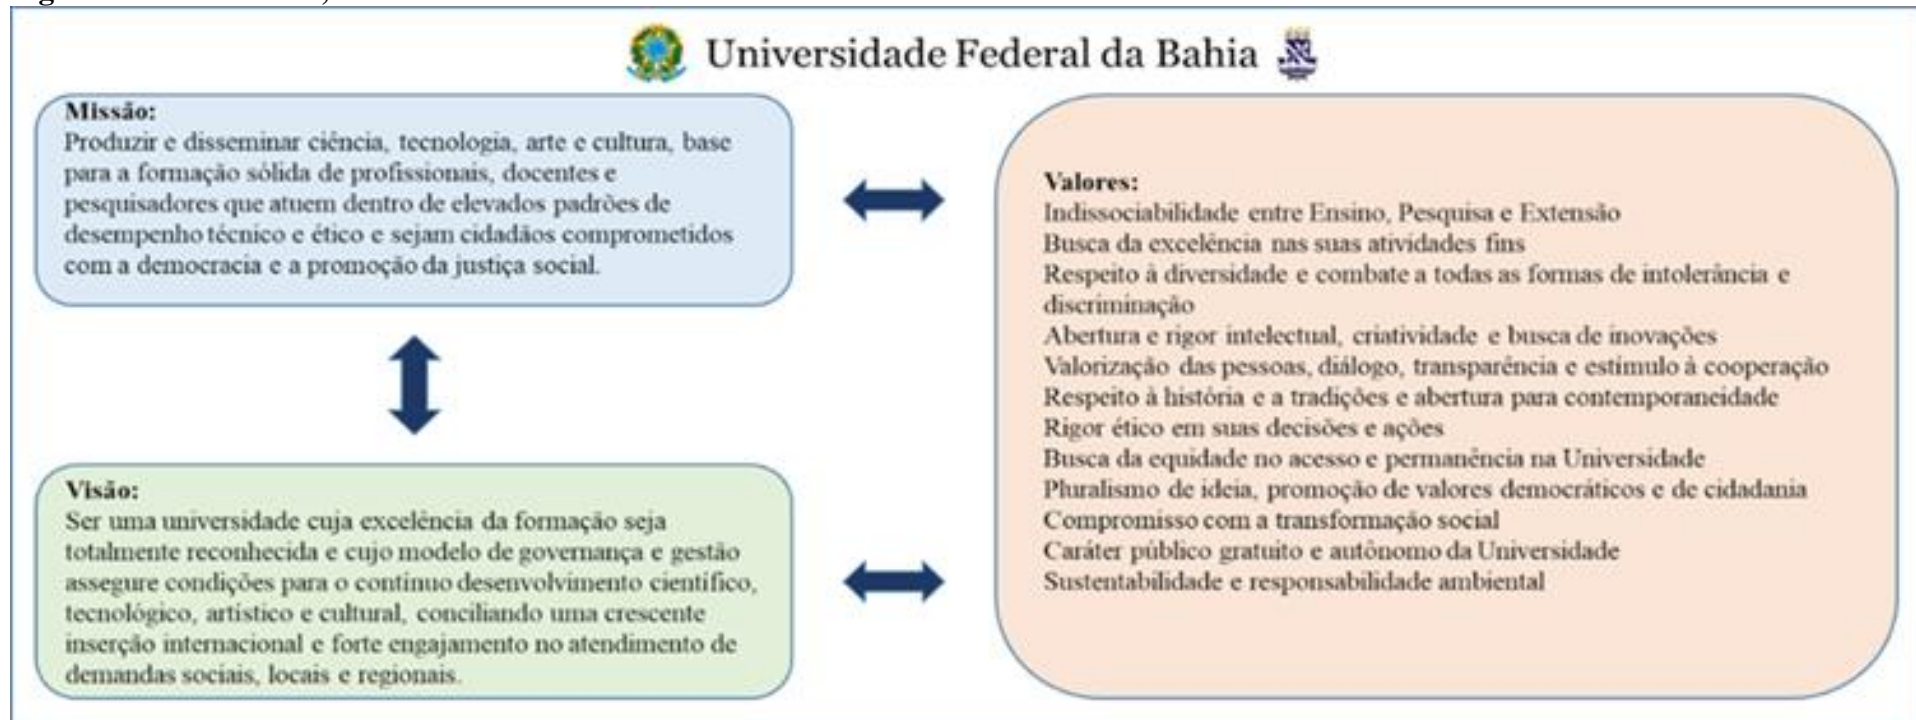 Universidade Federal da Bahia
Missão:
Produzir e disseminar ciência, tecnologia, arte e cultura, base
para a formação sólida de profissionais, docentes e
pesquisadores que atuem dentro de elevados padrões de
desempenho técnico e ético e sejam cidadãos comprometidos
com a democracia e a promoção da justiça social.
Visão:
Ser uma universidade cuja excelência da formação seja
totalmente reconhecida e cujo modelo de governança e gestão
assegure condições para o contínuo desenvolvimento científico,
tecnológico, artístico e cultural, conciliando uma crescente
inserção internacional e forte engajamento no atendimento de
demandas sociais, locais e regionais.
Valores:
Indissociabilidade entre Ensino, Pesquisa e Extensão
Busca da excelência nas suas atividades fins
Respeito à diversidade e combate a todas as formas de intolerância e
discriminação
Abertura e rigor intelectual, criatividade e busca de inovações
Valorização das pessoas, diálogo, transparência e estímulo à cooperação
Respeito à história e a tradições e abertura para contemporaneidade
Rigor ético em suas decisões e ações
Busca da equidade no acesso e permanência na Universidade
Pluralismo de ideia, promoção de valores democráticos e de cidadania
Compromisso com a transformação social
Caráter público gratuito e autônomo da Universidade
Sustentabilidade e responsabilidade ambiental